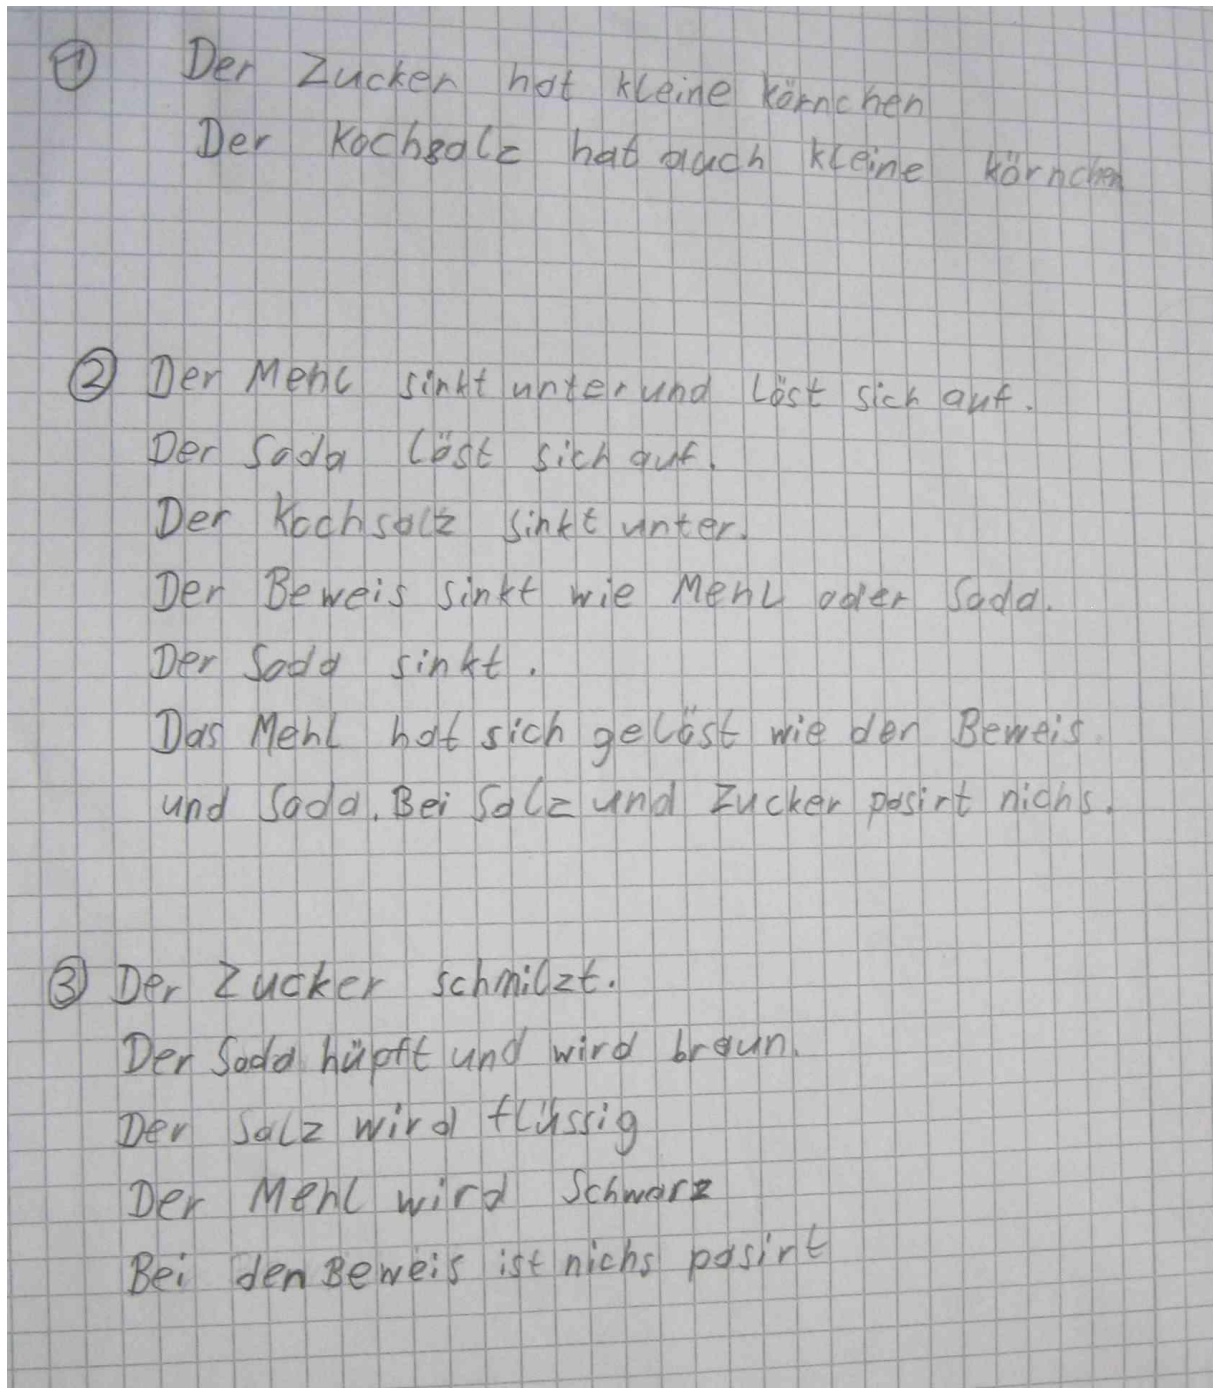 ① Der Zucker hat kleine körnchen
Der Kochsalz hat auch kleine körnchen
② Der Mehl sinkt unter und löst sich auf.
Der Soda löst sich auf.
Der Kochsalz sinkt unter.
Der Beweis sinkt wie Mehl oder Soda.
Der Soda sinkt.
Das Mehl hat sich gelöst wie der Beweis
und Soda. Bei Salz und Zucker pasirt nichs.
③ Der Zucker schmilzt.
Der Soda hüpft und wird braun.
Der Salz wird flüssig
Der Mehl wird Schwarz
Bei den Beweis ist nichs pasirt